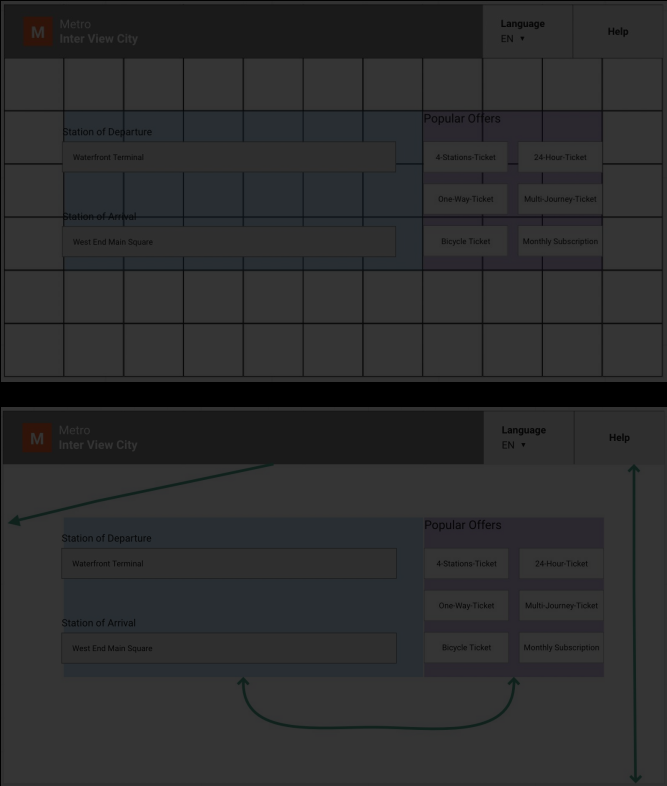 M
Metro
Inter View City
Language
EN ▼
Help
Station of Departure
Waterfront Terminal
Station of Arrival
West End Main Square
Popular Offers
4-Stations-Ticket
24-Hour-Ticket
One-Way-Ticket
Multi-Journey-Ticket
Bicycle Ticket
Monthly Subscription
M
Metro
Inter View City
Language
EN ▼
Help
Station of Departure
Waterfront Terminal
Station of Arrival
West End Main Square
Popular Offers
4-Stations-Ticket
24-Hour-Ticket
One-Way-Ticket
Multi-Journey-Ticket
Bicycle Ticket
Monthly Subscription